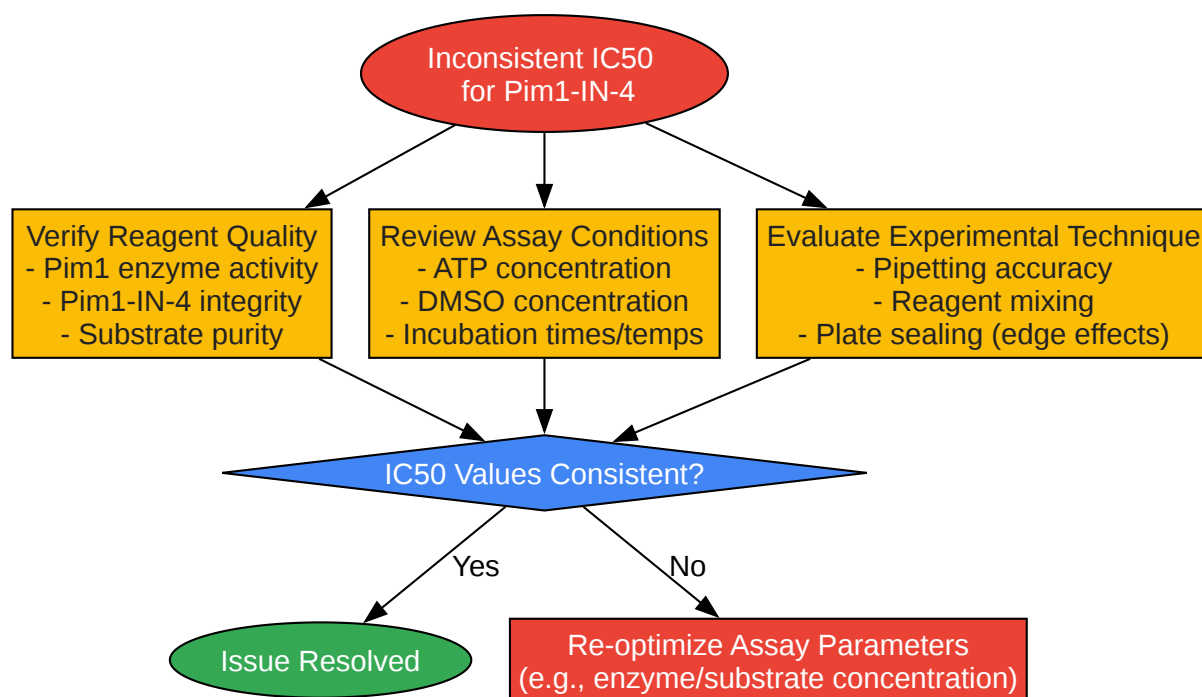 Inconsistent IC50
for Pim1-IN-4
Verify Reagent Quality
- Pim1 enzyme activity
- Pim1-IN-4 integrity
- Substrate purity
Review Assay Conditions
- ATP concentration
- DMSO concentration
- Incubation times/temps
Evaluate Experimental Technique
- Pipetting accuracy
- Reagent mixing
- Plate sealing (edge effects)
IC50 Values Consistent?
Yes
No
Issue Resolved
Re-optimize Assay Parameters
(e.g., enzyme/substrate concentration)